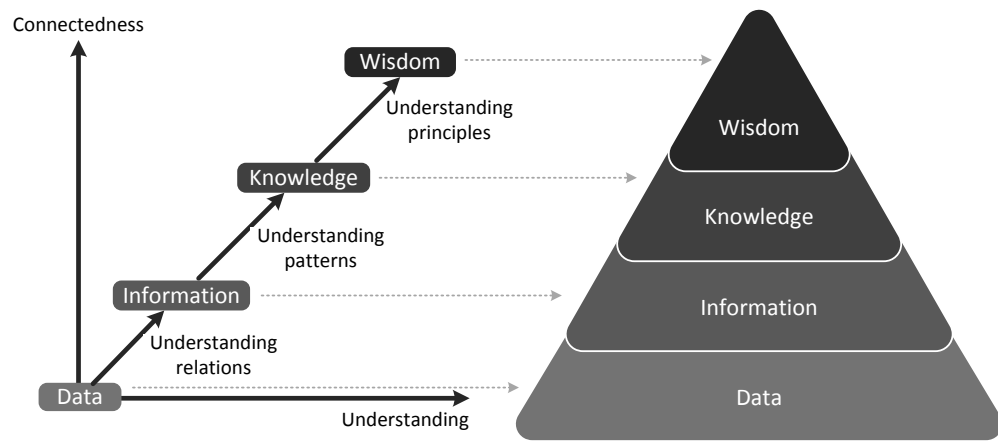 Connectedness
Wisdom
Understanding
principles
Wisdom
Knowledge
Knowledge
Understanding
patterns
Information
Information
Understanding
relations
Data
Data
Understanding